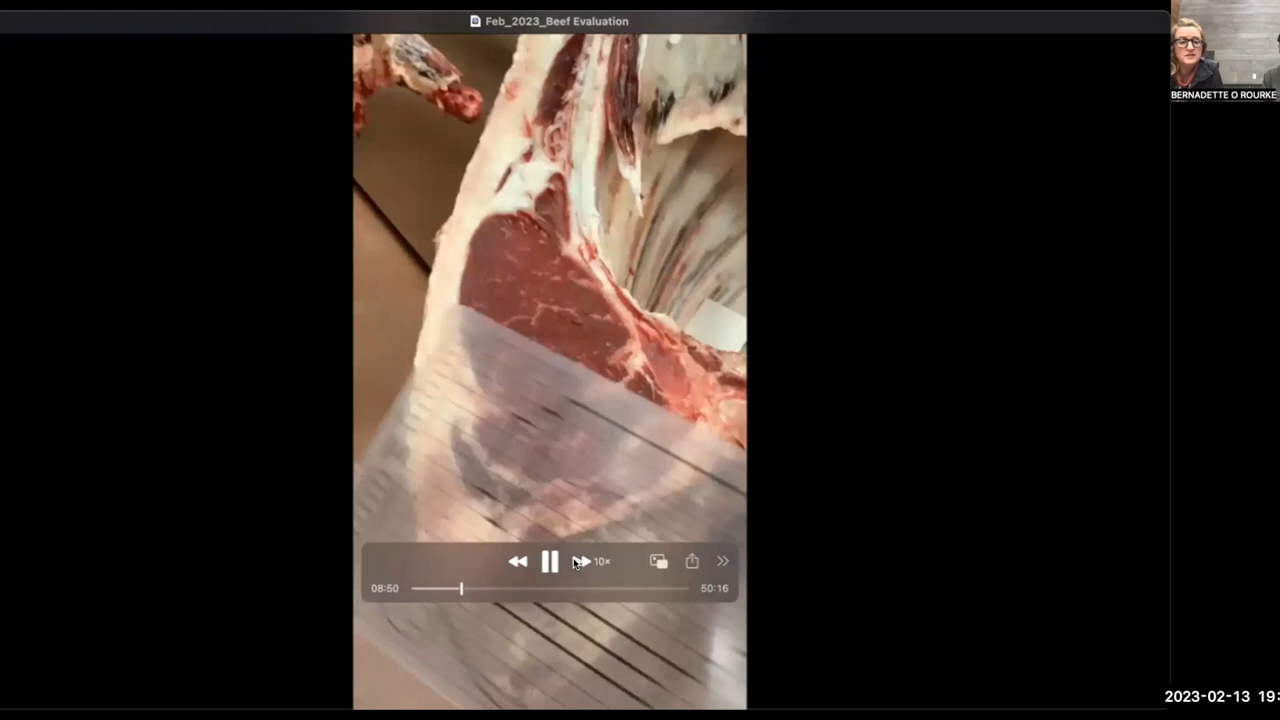 Feb_2023_Beef Evaluation
BERNADETTE O ROURKE
10×
08:50
50:16
2023-02-13 19: